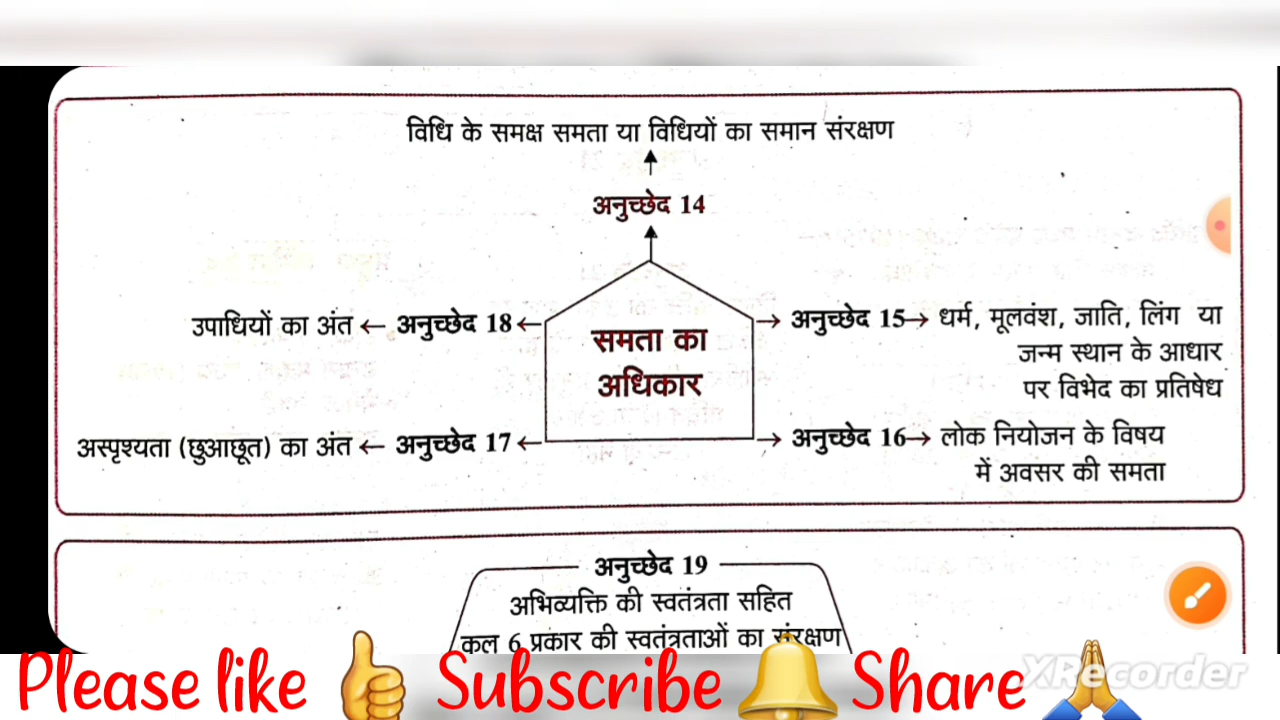 विधि के समक्ष समता या विधियों का समान संरक्षण
अनुच्छेद 14
उपाधियों का अंत ← अनुच्छेद 18 ←
समता का
अधिकार
→ अनुच्छेद 15→ धर्म, मूलवंश, जाति, लिंग या
जन्म स्थान के आधार
पर विभेद का प्रतिषेध
अस्पृश्यता (छुआछूत) का अंत ← अनुच्छेद 17 ←
→ अनुच्छेद 16→ लोक नियोजन के विषय
में अवसर की समता
अनुच्छेद 19
अभिव्यक्ति की स्वतंत्रता सहित
कुल 6 प्रकार की स्वतंत्रताओं का संरक्षण
Please like 👍 Subscribe 🔔 Share 🙏
XRecorder